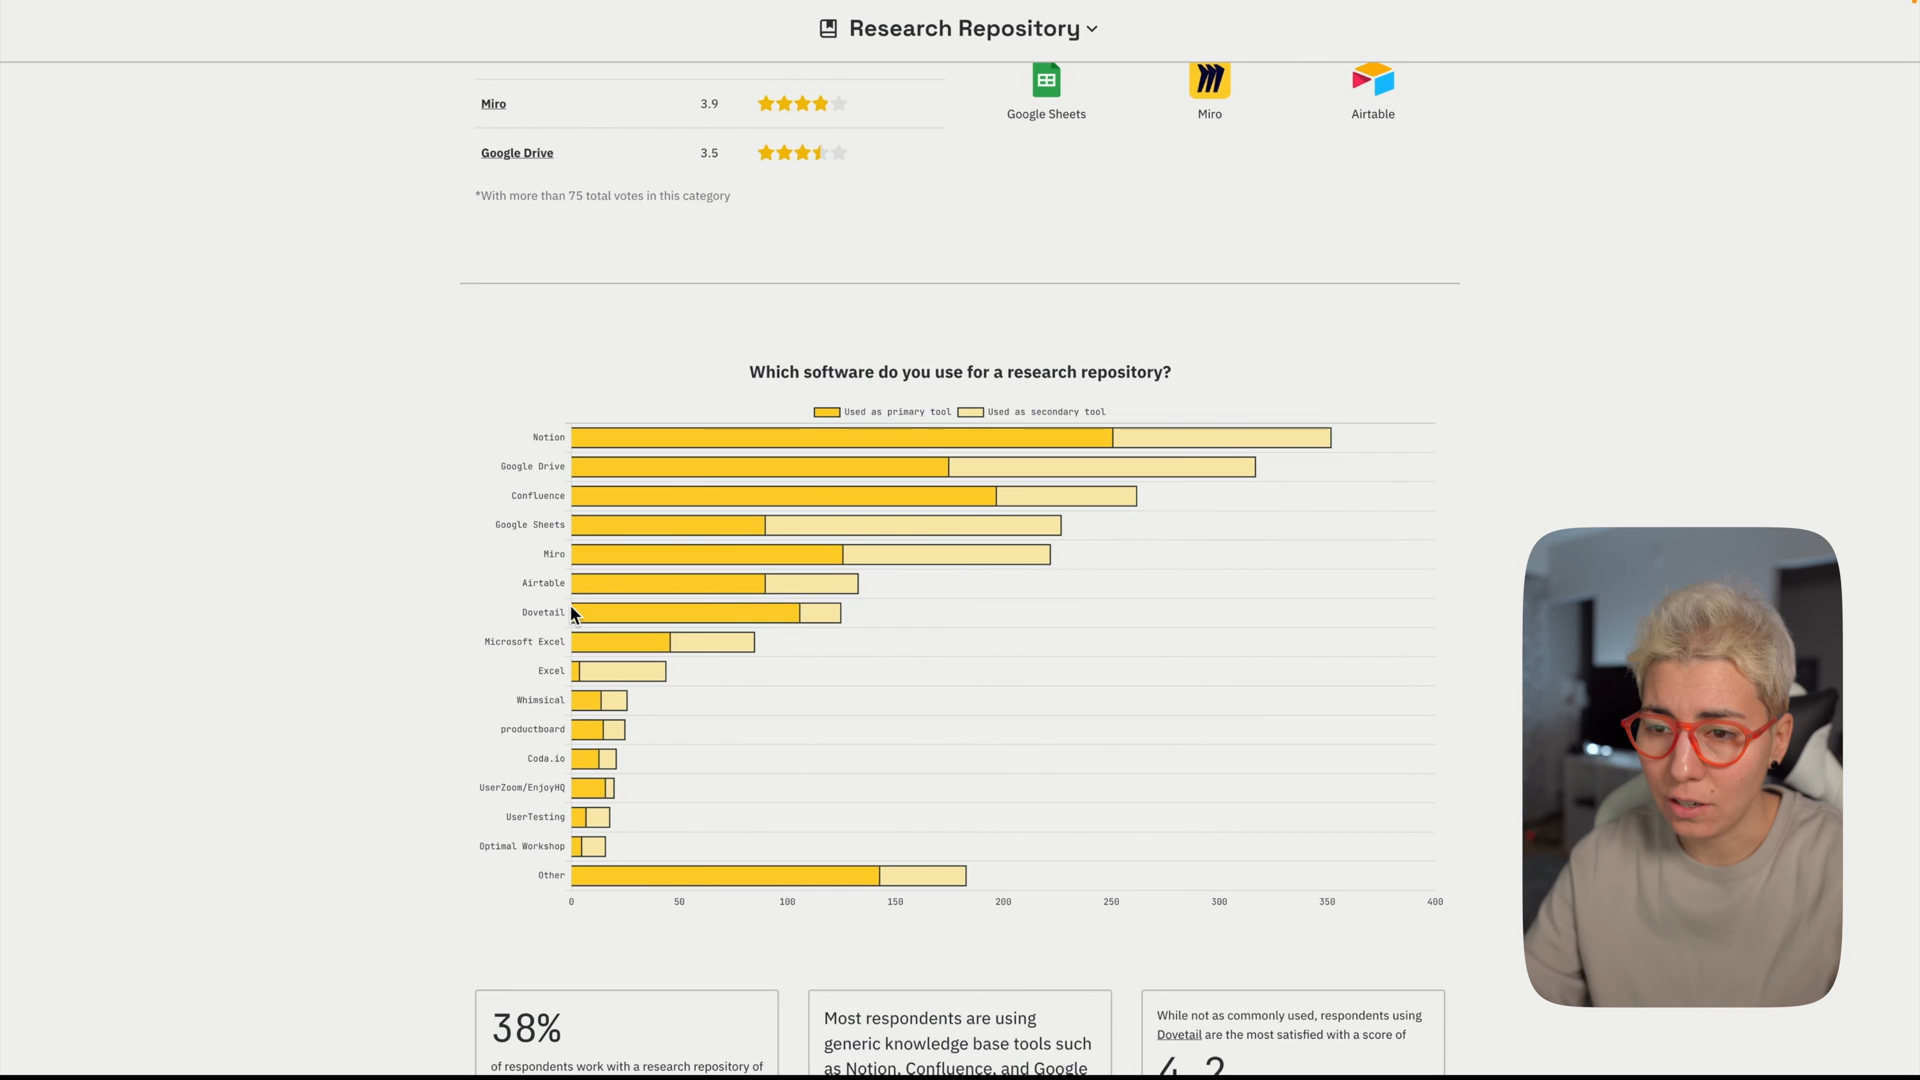 Research Repository
Miro 3.9
Google Drive 3.5
*With more than 75 total votes in this category
Google Sheets
Miro
Airtable
Which software do you use for a research repository?
Used as primary tool Used as secondary tool
Notion
Google Drive
Confluence
Google Sheets
Miro
Airtable
Dovetail
Microsoft Excel
Excel
Whimsical
productboard
Coda.io
UserZoom/EnjoyHQ
UserTesting
Optimal Workshop
Other
0 50 100 150 200 250 300 350 400
38%
of respondents work with a research repository of
Most respondents are using
generic knowledge base tools such
as Notion, Confluence, and Google
While not as commonly used, respondents using
Dovetail are the most satisfied with a score of
4.2